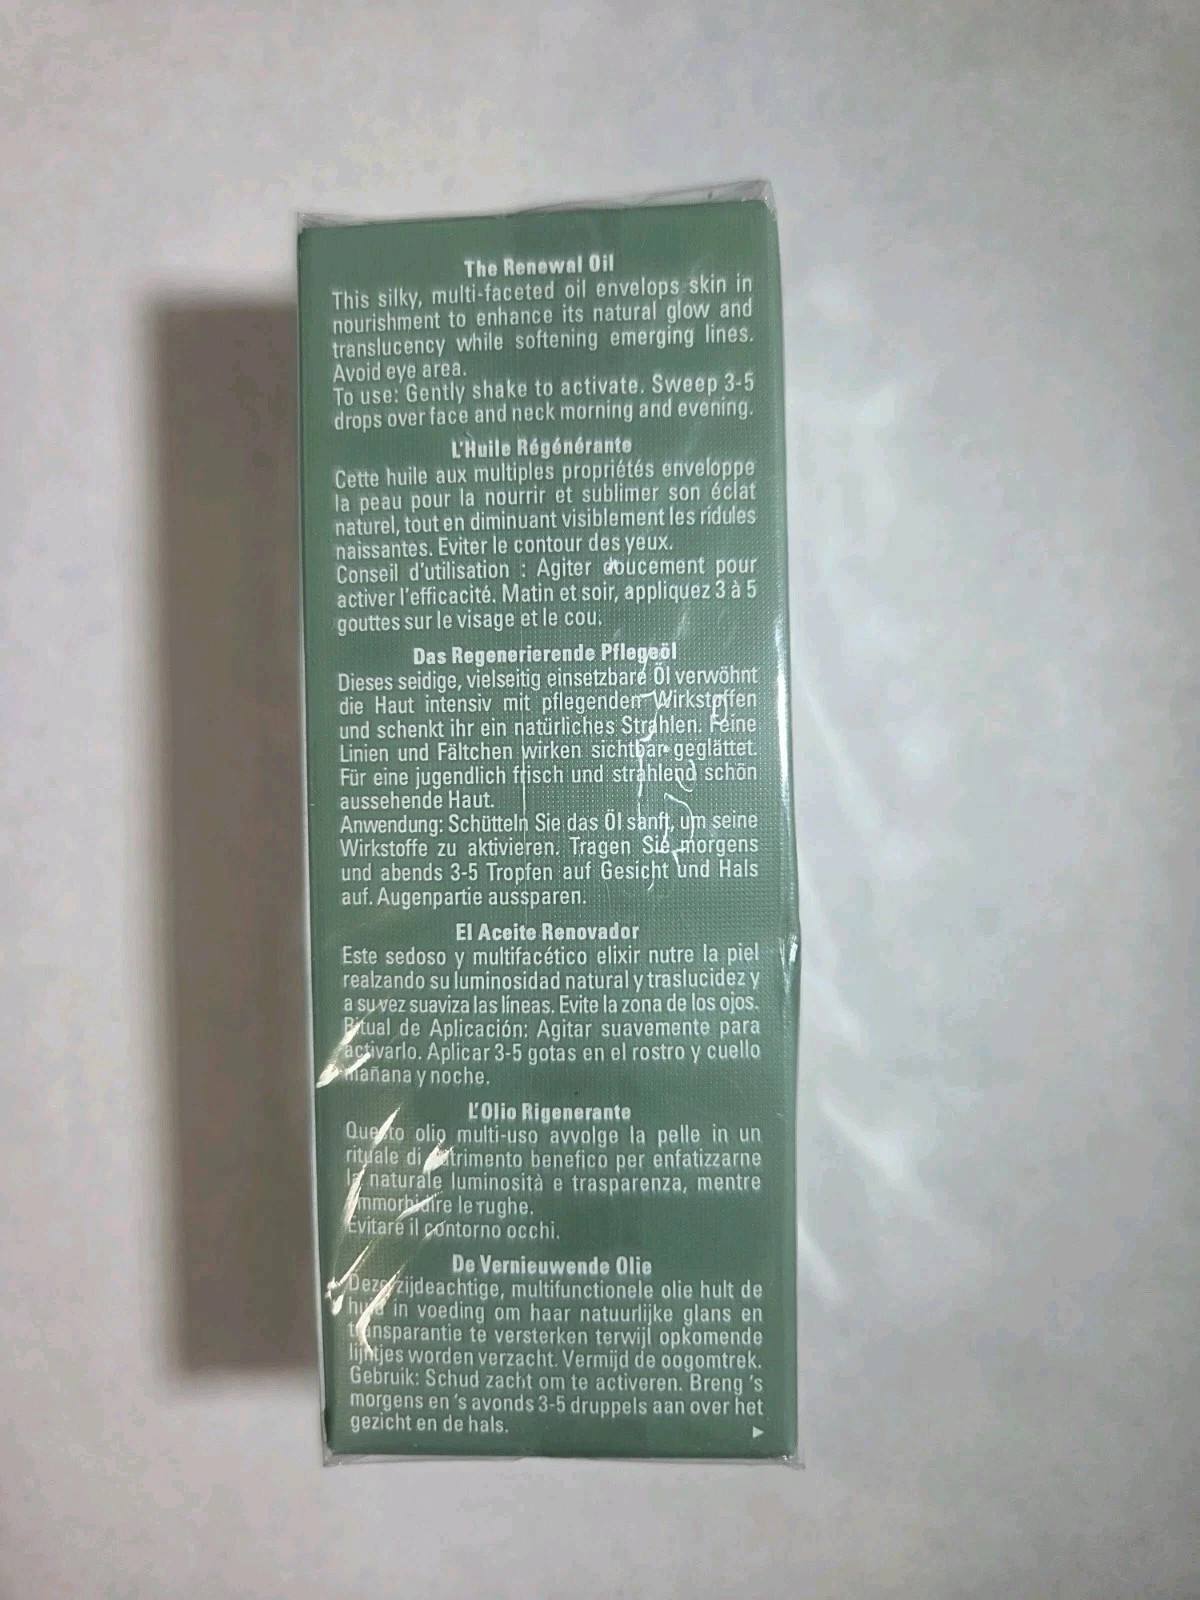 The Renewal Oil
This silky, multi-faceted oil envelops skin in
nourishment to enhance its natural glow and
translucency while softening emerging lines.
Avoid eye area.
To use: Gently shake to activate. Sweep 3-5
drops over face and neck morning and evening.
L'Huile Régénérante
Cette huile aux multiples propriétés enveloppe
la peau pour la nourrir et sublimer son éclat
naturel, tout en diminuant visiblement les ridules
naissantes. Eviter le contour des yeux.
Conseil d'utilisation : Agiter doucement pour
activer l'efficacité. Matin et soir, appliquez 3 à 5
gouttes sur le visage et le cou.
Das Regenerierende Pflegeöl
Dieses seidige, vielseitig einsetzbare Öl verwöhnt
die Haut intensiv mit pflegenden Wirkstoffen
und schenkt ihr ein natürliches Strahlen. Feine
Linien und Fältchen wirken sichtbar geglättet.
Für eine jugendlich frisch und strahlend schön
aussehende Haut.
Anwendung: Schütteln Sie das Öl sanft, um seine
Wirkstoffe zu aktivieren. Tragen Sie morgens
und abends 3-5 Tropfen auf Gesicht und Hals
auf. Augenpartie aussparen.
El Aceite Renovador
Este sedoso y multifacético elixir nutre la piel
realzando su luminosidad natural y traslucidez y
a su vez suaviza las líneas. Evite la zona de los ojos.
Ritual de Aplicación: Agitar suavemente para
activarlo. Aplicar 3-5 gotas en el rostro y cuello
mañana y noche.
L'Olio Rigenerante
Questo olio multi-uso avvolge la pelle in un
rituale di nutrimento benefico per enfatizzarne
la naturale luminosità e trasparenza, mentre
ammorbidire le rughe.
Evitare il contorno occhi.
De Vernieuwende Olie
Deze zijdeachtige, multifunctionele olie hult de
huid in voeding om haar natuurlijke glans en
transparantie te versterken terwijl opkomende
lijntjes worden verzacht. Vermijd de oogomtrek.
Gebruik: Schud zacht om te activeren. Breng 's
morgens en 's avonds 3-5 druppels aan over het
gezicht en de hals.